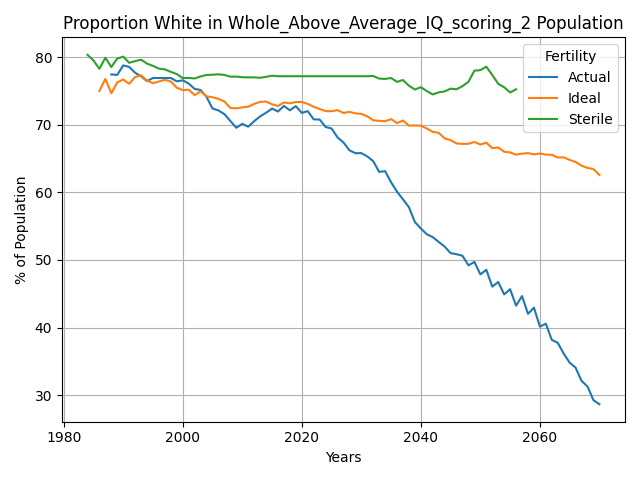 Proportion White in Whole_Above_Average_IQ_scoring_2 Population
Fertility
Actual
Ideal
Sterile
% of Population
80
70
60
50
40
30
1980
2000
2020
2040
2060
Years